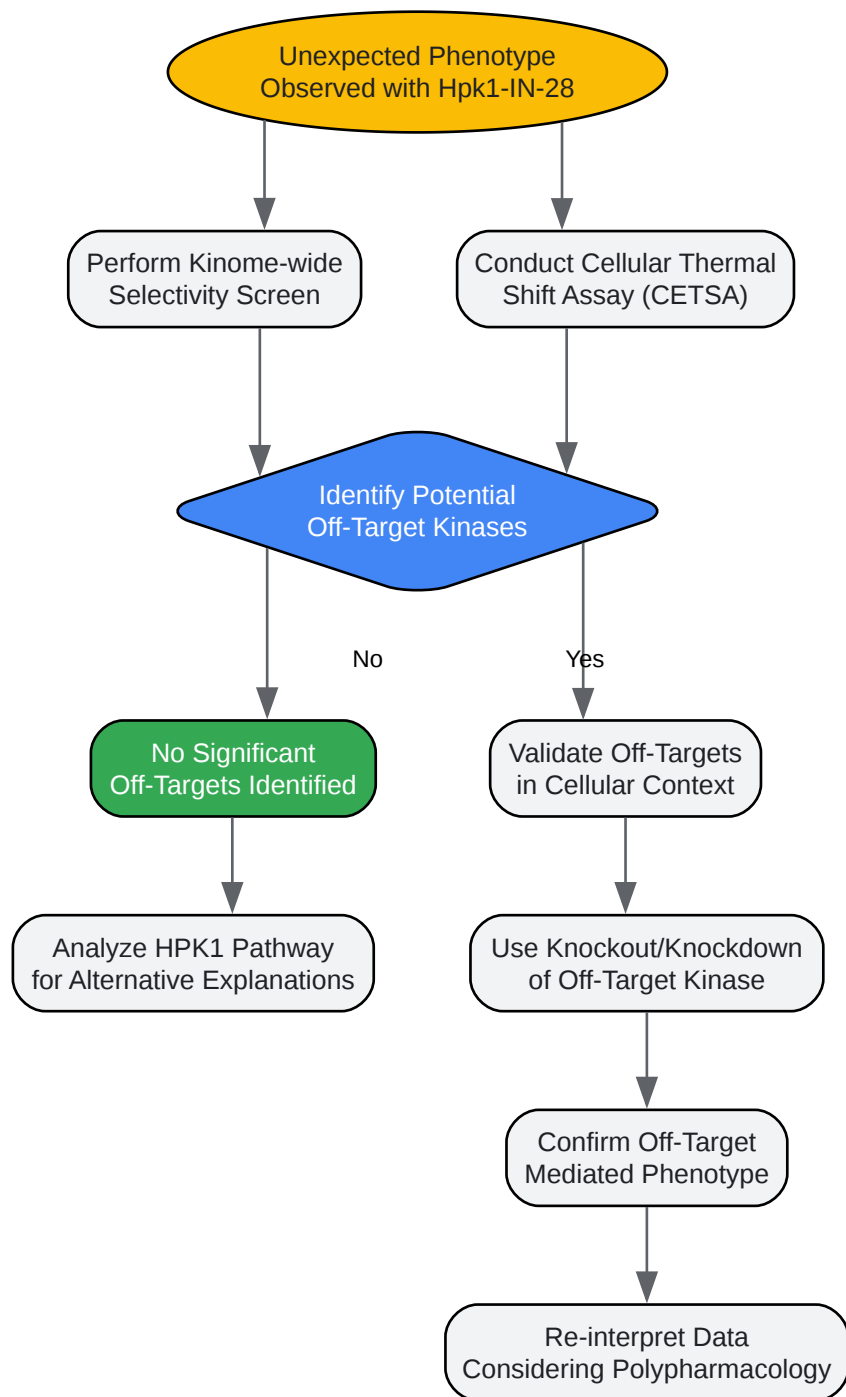 Unexpected Phenotype
Observed with Hpk1-IN-28
Perform Kinome-wide
Selectivity Screen
Conduct Cellular Thermal
Shift Assay (CETSA)
Identify Potential
Off-Target Kinases
No
Yes
No Significant
Off-Targets Identified
Validate Off-Targets
in Cellular Context
Analyze HPK1 Pathway
for Alternative Explanations
Use Knockout/Knockdown
of Off-Target Kinase
Confirm Off-Target
Mediated Phenotype
Re-interpret Data
Considering Polypharmacology